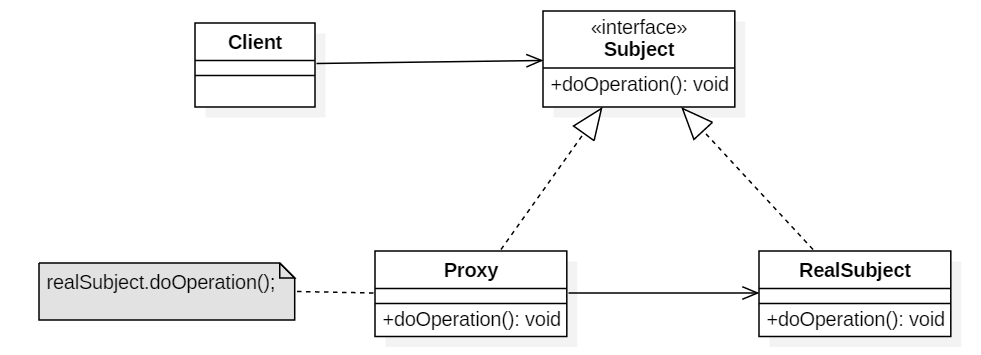 Client
«interface»
Subject
+doOperation(): void
realSubject.doOperation();
Proxy
+doOperation(): void
RealSubject
+doOperation(): void